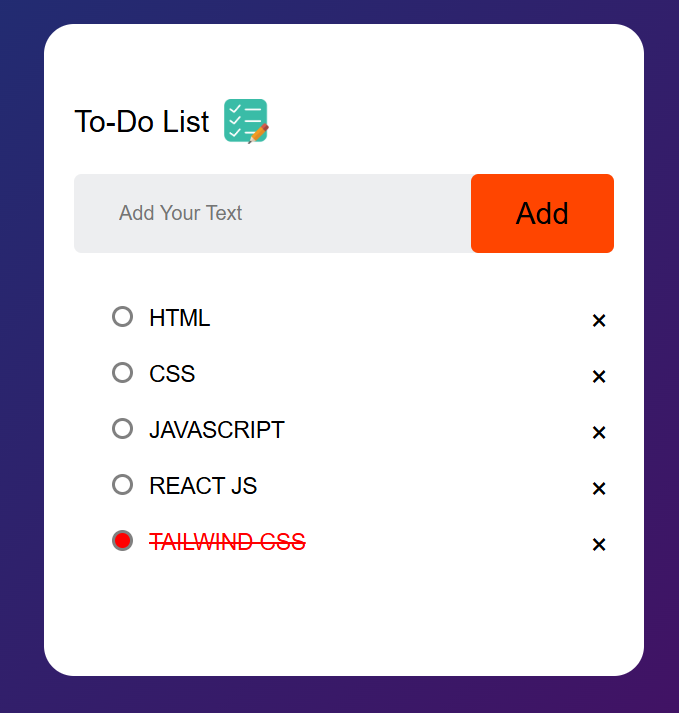 To-Do List
Add Your Text
Add
HTML ×
CSS ×
JAVASCRIPT ×
REACT JS ×
TAILWIND CSS ×